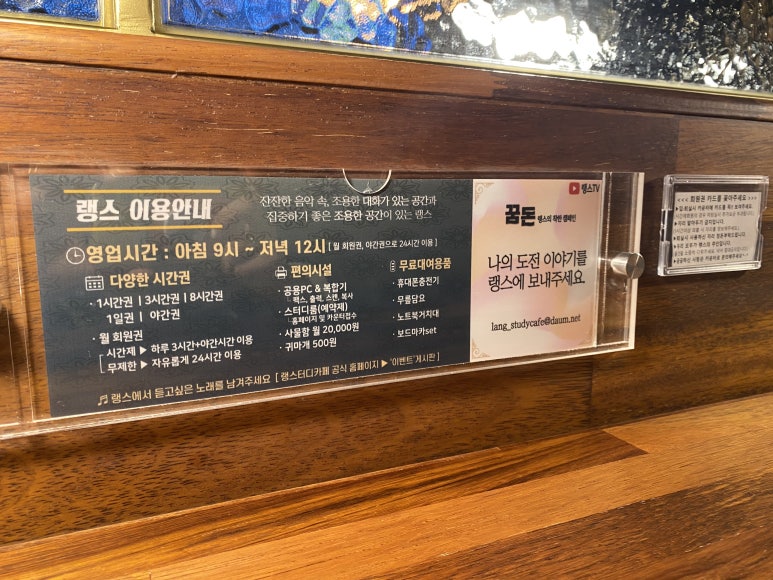 랭스 이용안내
잔잔한 음악 속, 조용한 대화가 있는 공간과
집중하기 좋은 조용한 공간이 있는 랭스
영업시간 : 아침 9시 ~ 저녁 12시 [ 월 회원권, 야간권으로 24시간 이용 ]
다양한 시간권
· 1시간권 | 3시간권 | 8시간권
1일권 | 야간권
· 월 회원권
시간제 ▶ 하루 3시간+야간시간 이용
무제한 ▶ 자유롭게 24시간 이용
편의시설
· 공용PC & 복합기
ㄴ팩스, 출력, 스캔, 복사
· 스터디룸(예약제)
ㄴ홈페이지 및 카운터접수
· 사물함 월 20,000원
· 귀마개 500원
무료대여용품
· 휴대폰충전기
· 무릎담요
· 노트북거치대
· 보드마카set
♬ 랭스에서 듣고싶은 노래를 남겨주세요 [ 랭스터디카페 공식 홈페이지 ▶ '이벤트'게시판 ]
랭스TV
꿈돈 랭스의 착한 캠페인
나의 도전 이야기를
랭스에 보내주세요
lang_studycafe@daum.net
<<< 회원권 카드를 꽂아주세요 >>>